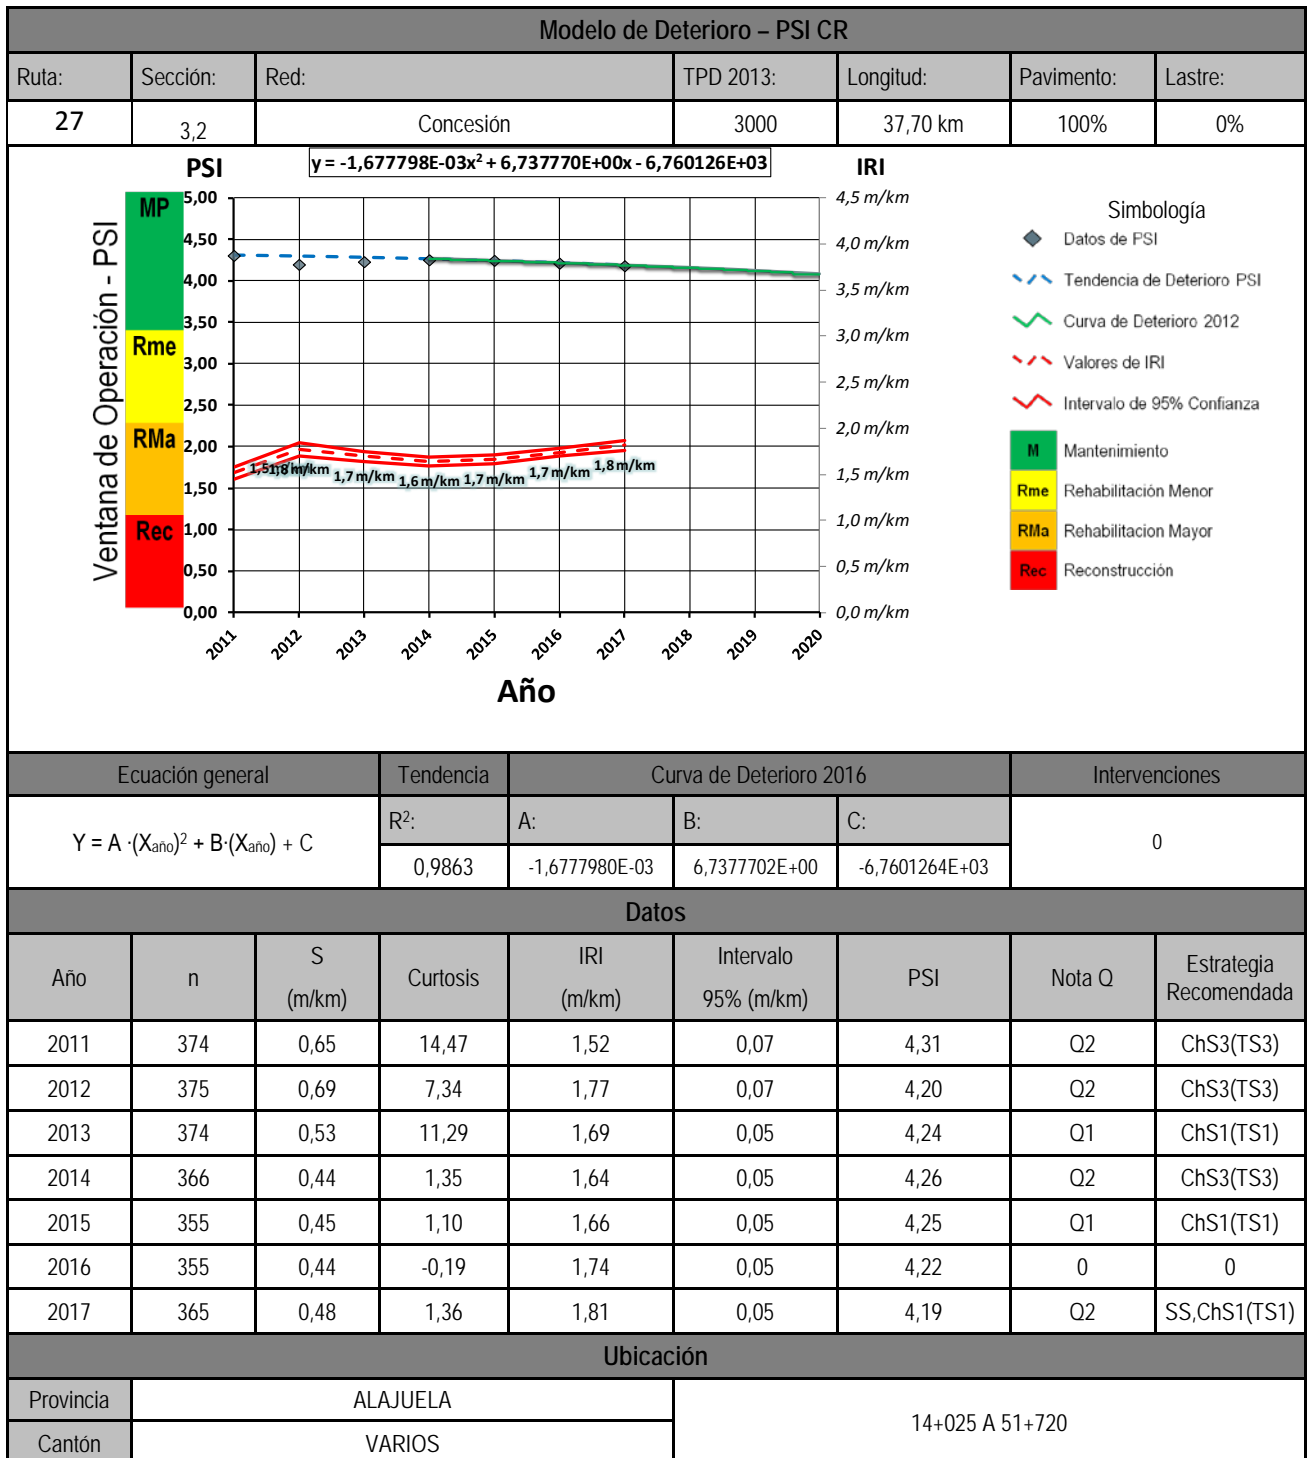 Modelo de Deterioro – PSI CR
Ruta: Sección: Red: TPD 2013: Longitud: Pavimento: Lastre:
27 3,2 Concesión 3000 37,70 km 100% 0%
PSI
y = -1,677798E-03x² + 6,737770E+00x - 6,760126E+03
IRI
Ventana de Operación - PSI
MP
Rme
RMa
Rec
5,00
4,50
4,00
3,50
3,00
2,50
2,00
1,50
1,00
0,50
0,00
4,5 m/km
4,0 m/km
3,5 m/km
3,0 m/km
2,5 m/km
2,0 m/km
1,5 m/km
1,0 m/km
0,5 m/km
0,0 m/km
1,8 m/km
1,7 m/km
1,6 m/km
1,7 m/km
1,7 m/km
1,8 m/km
2011 2012 2013 2014 2015 2016 2017 2018 2019 2020
Año
Simbología
Datos de PSI
Tendencia de Deterioro PSI
Curva de Deterioro 2012
Valores de IRI
Intervalo de 95% Confianza
M Mantenimiento
Rme Rehabilitación Menor
RMa Rehabilitacion Mayor
Rec Reconstrucción
Ecuación general Tendencia Curva de Deterioro 2016 Intervenciones
Y = A ·(Xaño)² + B·(Xaño) + C
R²: A: B: C:
0,9863 -1,6777980E-03 6,7377702E+00 -6,7601264E+03
0
Datos
Año n S (m/km) Curtosis IRI (m/km) Intervalo 95% (m/km) PSI Nota Q Estrategia Recomendada
2011 374 0,65 14,47 1,52 0,07 4,31 Q2 ChS3(TS3)
2012 375 0,69 7,34 1,77 0,07 4,20 Q2 ChS3(TS3)
2013 374 0,53 11,29 1,69 0,05 4,24 Q1 ChS1(TS1)
2014 366 0,44 1,35 1,64 0,05 4,26 Q2 ChS3(TS3)
2015 355 0,45 1,10 1,66 0,05 4,25 Q1 ChS1(TS1)
2016 355 0,44 -0,19 1,74 0,05 4,22 0 0
2017 365 0,48 1,36 1,81 0,05 4,19 Q2 SS,ChS1(TS1)
Ubicación
Provincia ALAJUELA
14+025 A 51+720
Cantón VARIOS